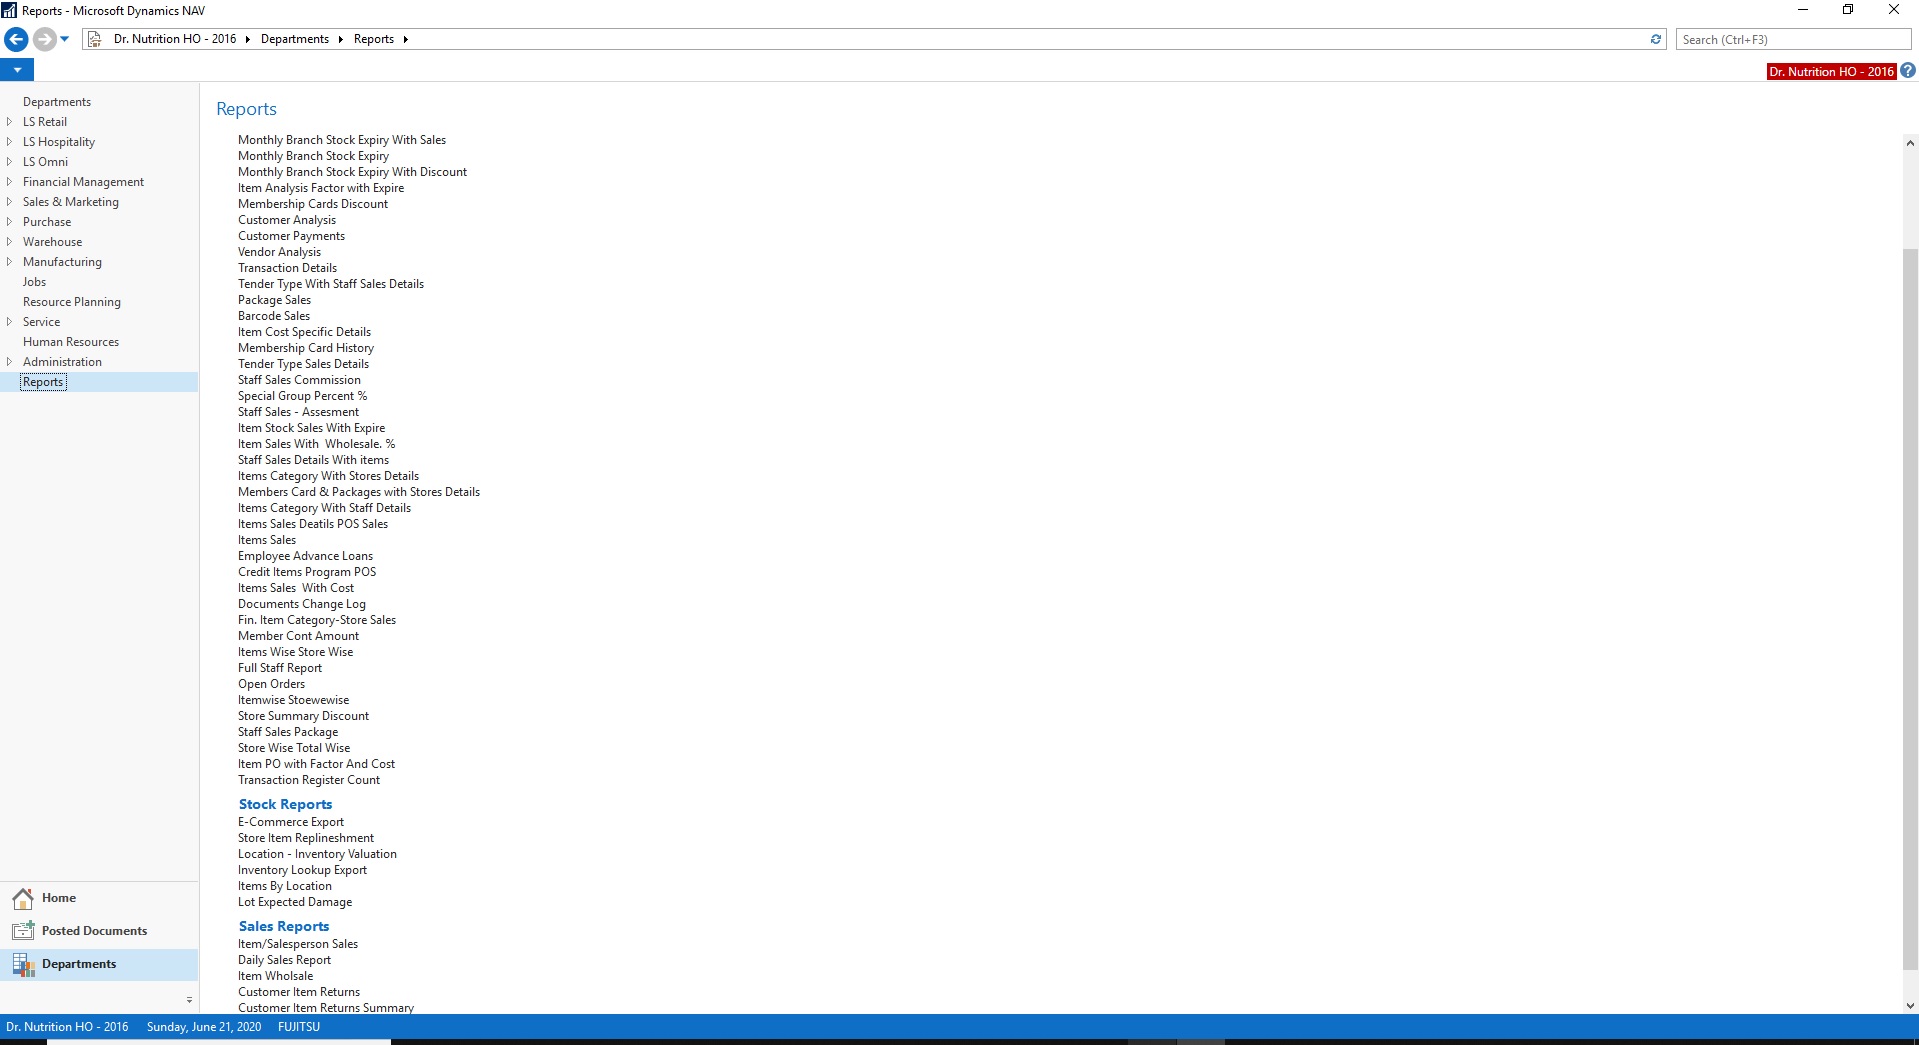 Reports - Microsoft Dynamics NAV
Dr. Nutrition HO - 2016 Departments Reports
Search (Ctrl+F3)
Dr. Nutrition HO - 2016
Departments
LS Retail
LS Hospitality
LS Omni
Financial Management
Sales & Marketing
Purchase
Warehouse
Manufacturing
Jobs
Resource Planning
Service
Human Resources
Administration
Reports
Home
Posted Documents
Departments
Reports
Monthly Branch Stock Expiry With Sales
Monthly Branch Stock Expiry
Monthly Branch Stock Expiry With Discount
Item Analysis Factor with Expire
Membership Cards Discount
Customer Analysis
Customer Payments
Vendor Analysis
Transaction Details
Tender Type With Staff Sales Details
Package Sales
Barcode Sales
Item Cost Specific Details
Membership Card History
Tender Type Sales Details
Staff Sales Commission
Special Group Percent %
Staff Sales - Assesment
Item Stock Sales With Expire
Item Sales With  Wholesale. %
Staff Sales Details With items
Items Category With Stores Details
Members Card & Packages with Stores Details
Items Category With Staff Details
Items Sales Deatils POS Sales
Items Sales
Employee Advance Loans
Credit Items Program POS
Items Sales  With Cost
Documents Change Log
Fin. Item Category-Store Sales
Member Cont Amount
Items Wise Store Wise
Full Staff Report
Open Orders
Itemwise Stoewewise
Store Summary Discount
Staff Sales Package
Store Wise Total Wise
Item PO with Factor And Cost
Transaction Register Count
Stock Reports
E-Commerce Export
Store Item Replineshment
Location - Inventory Valuation
Inventory Lookup Export
Items By Location
Lot Expected Damage
Sales Reports
Item/Salesperson Sales
Daily Sales Report
Item Wholsale
Customer Item Returns
Customer Item Returns Summary
Dr. Nutrition HO - 2016 Sunday, June 21, 2020 FUJITSU